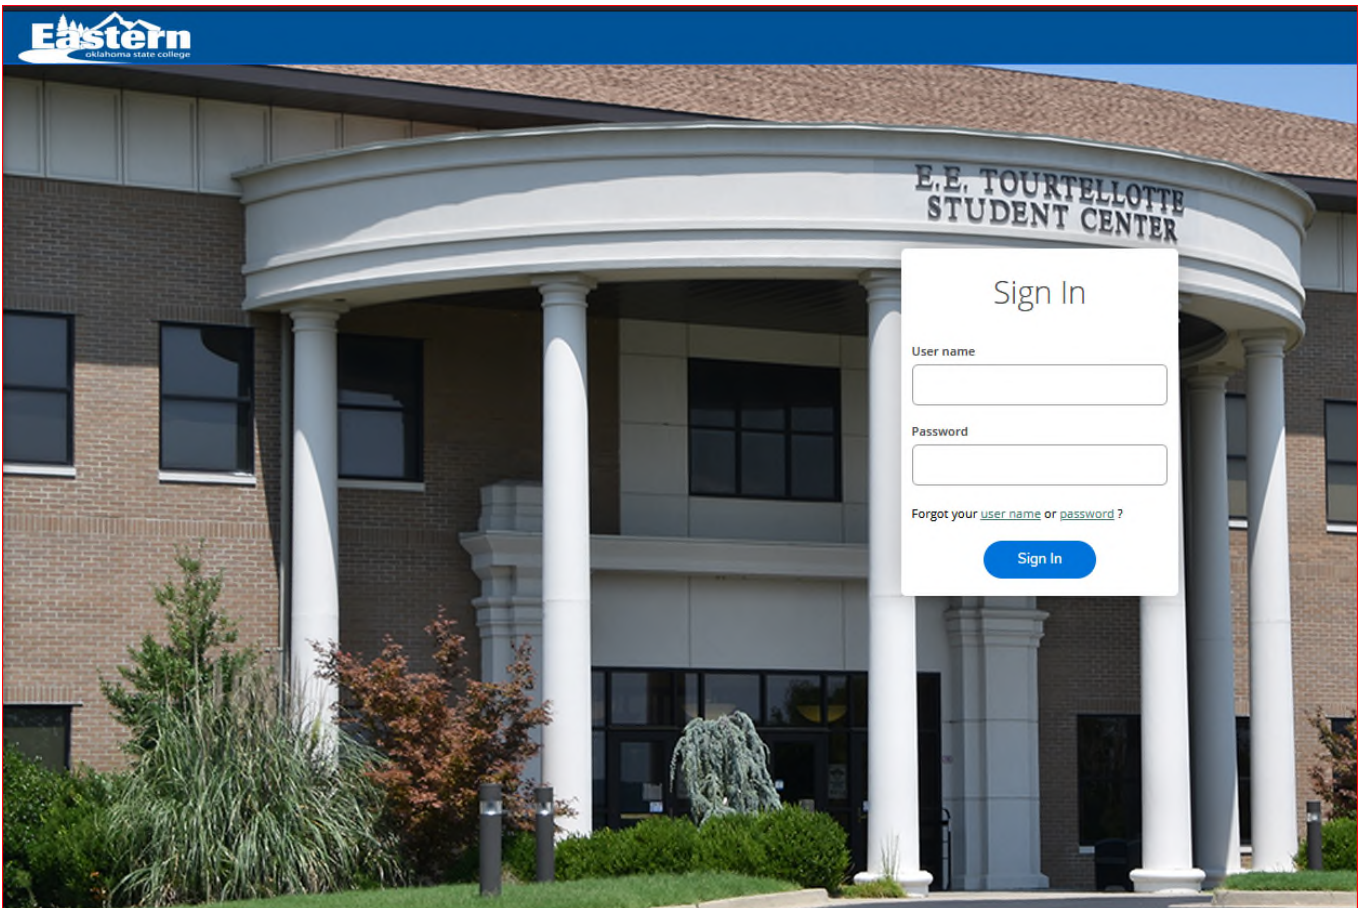 Eastern
oklahoma state college
E.E. TOURTELLOTTE
STUDENT CENTER
Sign In
User name
Password
Forgot your user name or password ?
Sign In